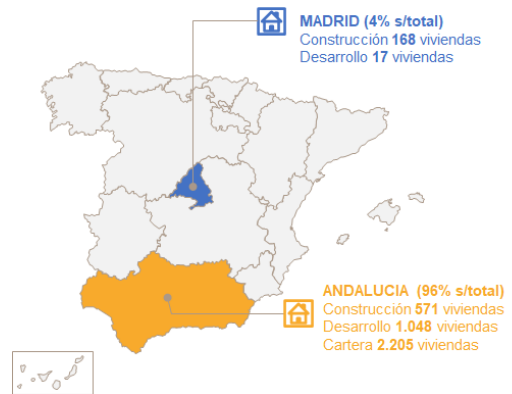 MADRID (4% s/total)
Construcción 168 viviendas
Desarrollo 17 viviendas
ANDALUCIA (96% s/total)
Construcción 571 viviendas
Desarrollo 1.048 viviendas
Cartera 2.205 viviendas